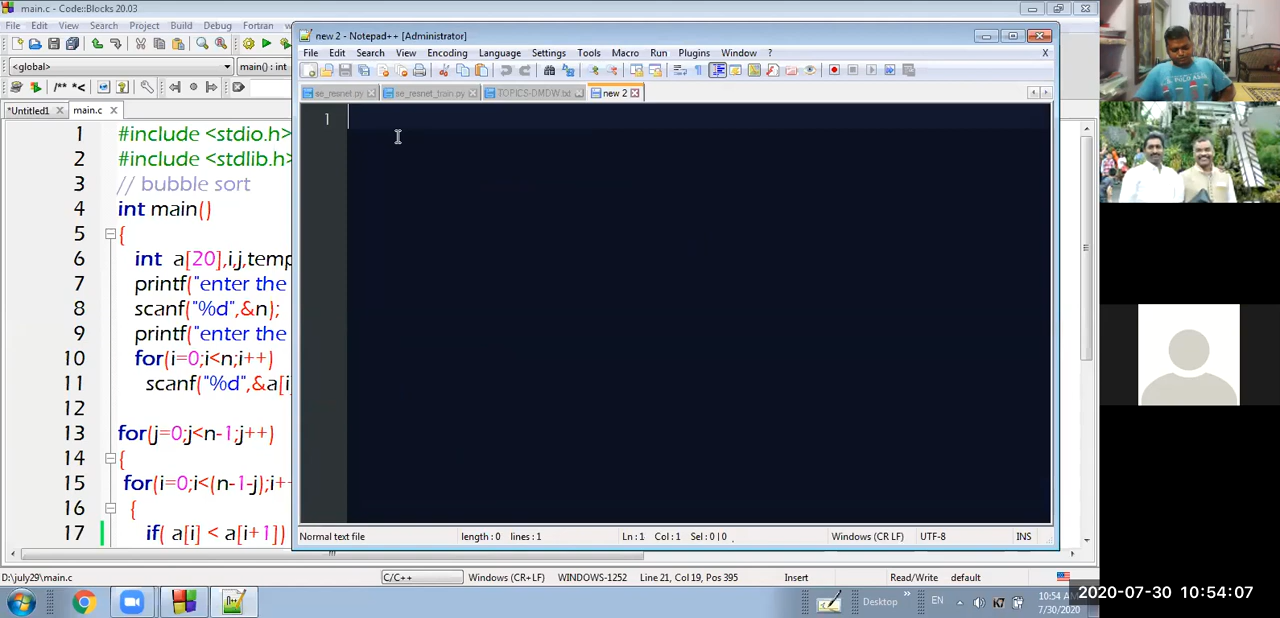 main.c - Code::Blocks 20.03
File Edit View Search Project Build Debug Fortran
<global>
main() : int
*Untitled1
main.c
1 #include <stdio.h>
2 #include <stdlib.h>
3 // bubble sort
4 int main()
5 {
6 int a[20],i,j,temp
7 printf("enter the
8 scanf("%d",&n);
9 printf("enter the
10 for(i=0;i<n;i++)
11 scanf("%d",&a[i
12
13 for(j=0;j<n-1;j++)
14 {
15 for(i=0;i<(n-1-j);i+
16 {
17 if( a[i] < a[i+1])
new 2 - Notepad++ [Administrator]
File Edit Search View Encoding Language Settings Tools Macro Run Plugins Window ? X
se_resnet.py
se_resnet_train.py
TOPICS-DMDW.txt
new 2
1
Normal text file length : 0 lines : 1 Ln : 1 Col : 1 Sel : 0 | 0 Windows (CR LF) UTF-8 INS
D:\july29\main.c C/C++ Windows (CR+LF) WINDOWS-1252 Line 21, Col 19, Pos 395 Insert Read/Write default
Desktop
EN
10:54 AM
7/30/2020
2020-07-30 10:54:07